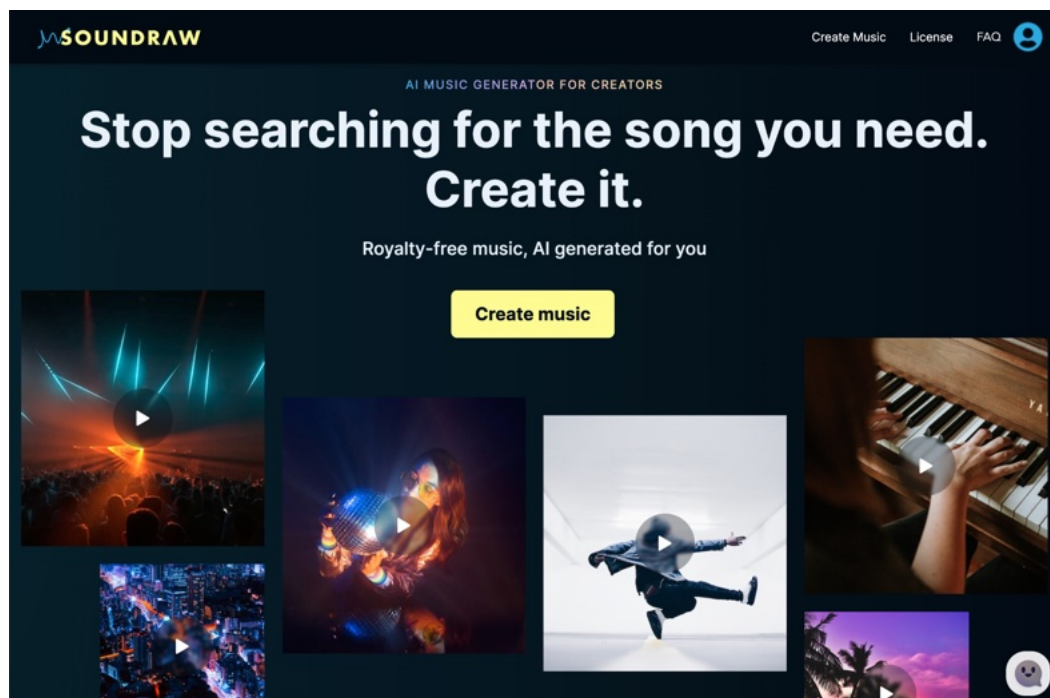 SOUNDRAW
Create Music
License
FAQ
AI MUSIC GENERATOR FOR CREATORS
Stop searching for the song you need.
Create it.
Royalty-free music, AI generated for you
Create music
YA